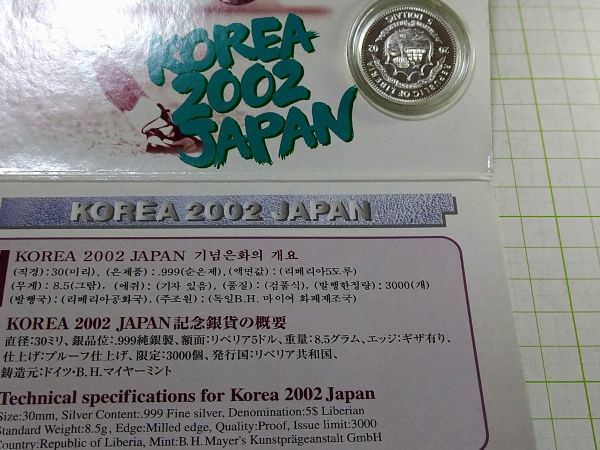 KOREA
2002
JAPAN
REPUBLIC OF LIBERIA
5 DOLLARS
20 02
KOREA 2002 JAPAN
KOREA 2002 JAPAN 기념은화의 개요
(직경):30(미리), (은제품):.999(순은제), (액면값):(리베리아5도루)
(무게):8.5(그람), (에쥐):(기자 있음), (품질):(검품식), (발행한정량):3000(개)
(발행국):(리베리아공화국), (주조원):(독일B.H. 마이어 화폐제조국)
KOREA 2002 JAPAN記念銀貨の概要
直径:30ミリ、銀品位:.999純銀製、額面:リベリア5ドル、重量:8.5グラム、エッジ:ギザ有り、
仕上げ:プルーフ仕上げ、限定:3000個、発行国:リベリア共和国、
鋳造元:ドイツ・B.H.マイヤーミント
Technical specifications for Korea 2002 Japan
Size:30mm, Silver Content:.999 Fine silver, Denomination:5$ Liberian
Standard Weight:8.5g, Edge:Milled edge, Quality:Proof, Issue limit:3000
Country:Republic of Liberia, Mint:B.H.Mayer's Kunstprägeanstalt GmbH